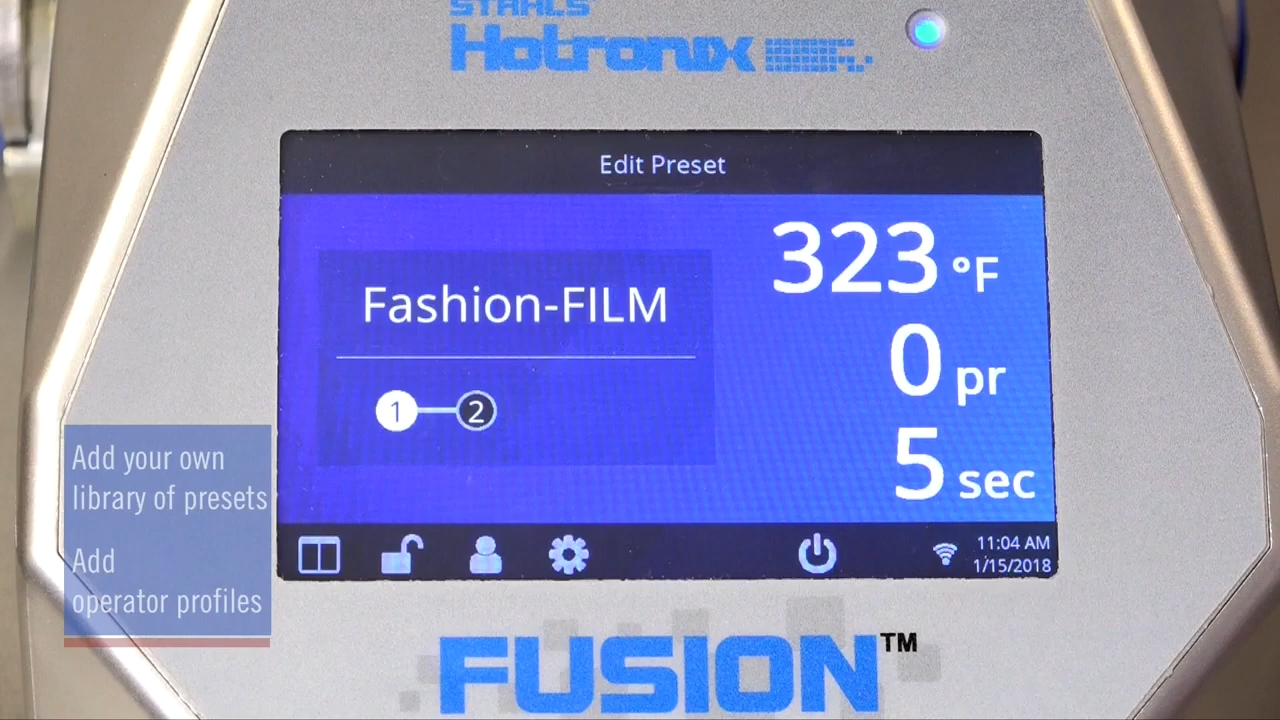 STAHLS'
Hotronix
Edit Preset
323 °F
Fashion-FILM
0 pr
1 2
5 sec
Add your own
library of presets
Add
operator profiles
11:04 AM
1/15/2018
FUSION™